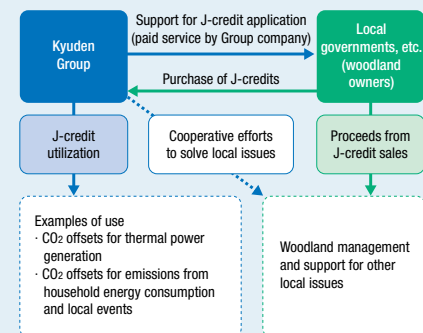 Support for J-credit application
(paid service by Group company)
Kyuden
Group
Local
governments, etc.
(woodland
owners)
Purchase of J-credits
J-credit
utilization
Cooperative efforts
to solve local issues
Proceeds from
J-credit sales
Examples of use
· CO2 offsets for thermal power
generation
· CO2 offsets for emissions from
household energy consumption
and local events
Woodland management
and support for other
local issues